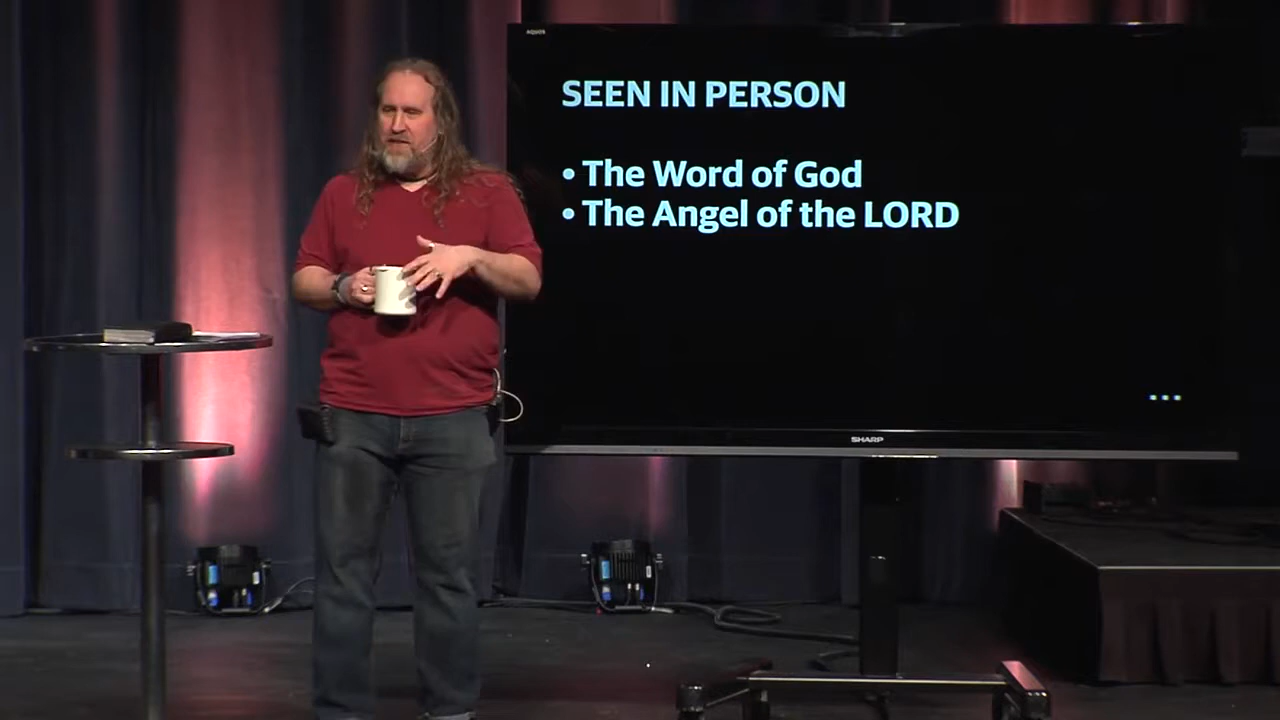 SEEN IN PERSON
• The Word of God
• The Angel of the LORD
...
SHARP